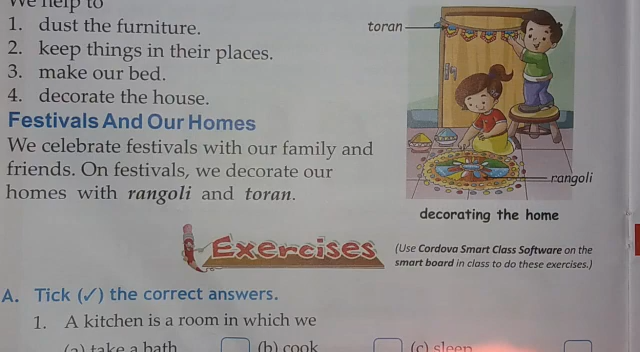 We help to
1. dust the furniture.
2. keep things in their places.
3. make our bed.
4. decorate the house.
toran
rangoli
decorating the home
Festivals And Our Homes
We celebrate festivals with our family and
friends. On festivals, we decorate our
homes with rangoli and toran.
Exercises
(Use Cordova Smart Class Software on the
smart board in class to do these exercises.)
A. Tick (✓) the correct answers.
1. A kitchen is a room in which we
(a) take a bath (b) cook (c) sleep